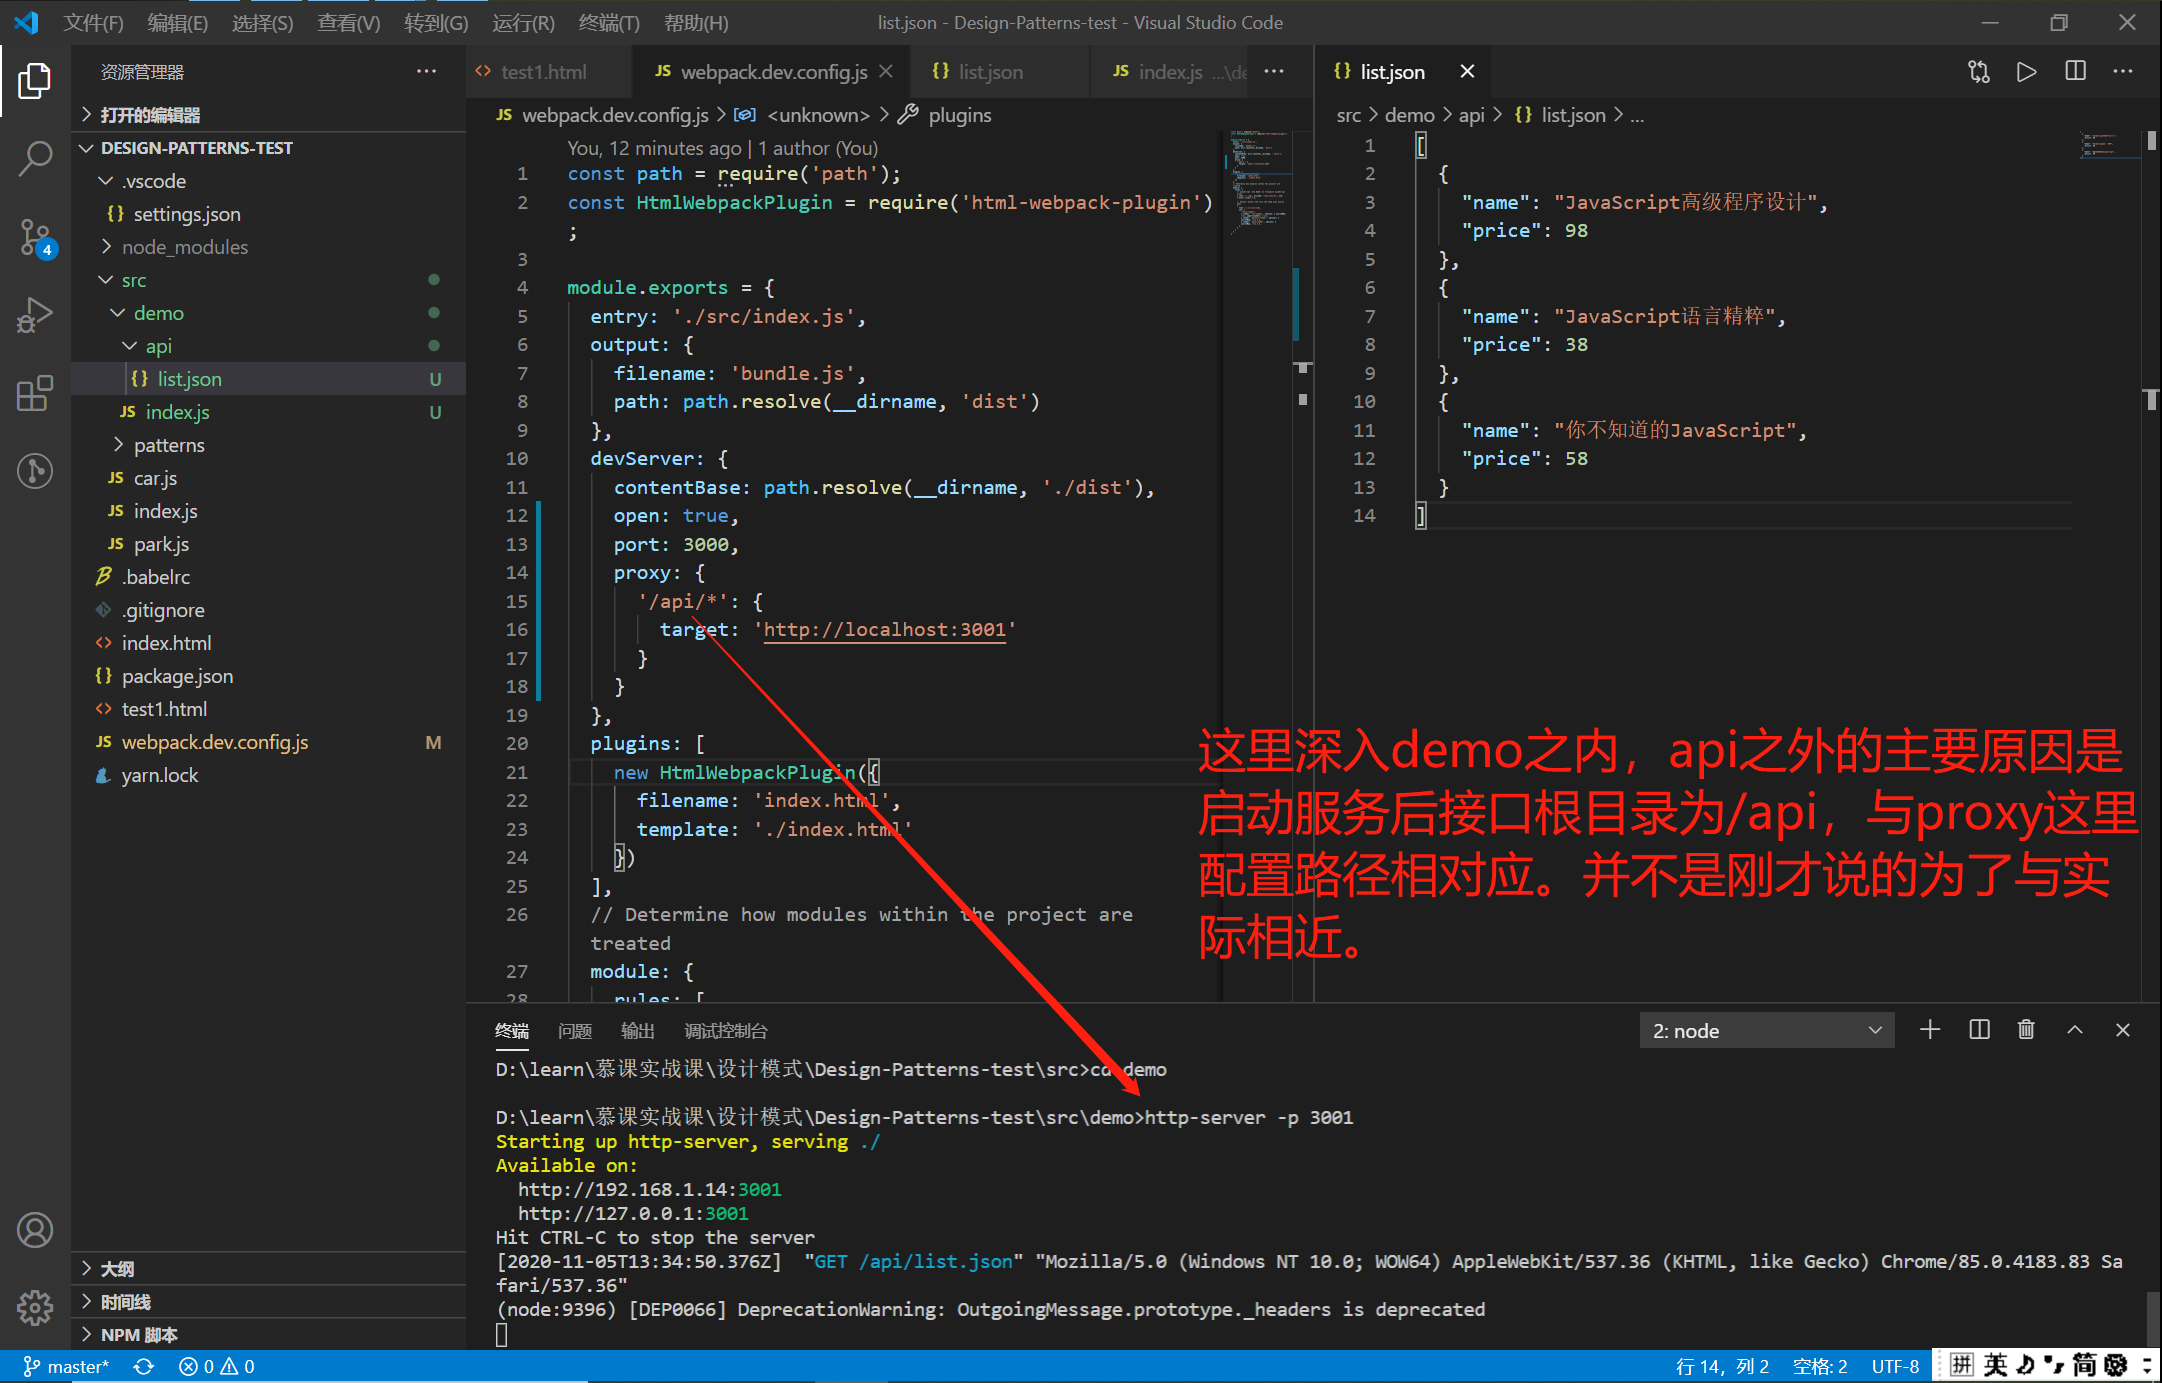 文件(F) 编辑(E) 选择(S) 查看(V) 转到(G) 运行(R) 终端(T) 帮助(H) list.json - Design-Patterns-test - Visual Studio Code
资源管理器
打开的编辑器
DESIGN-PATTERNS-TEST
.vscode
{} settings.json
node_modules
src
demo
api
{} list.json U
JS index.js U
patterns
JS car.js
JS index.js
JS park.js
.babelrc
.gitignore
<> index.html
{} package.json
<> test1.html
JS webpack.dev.config.js M
yarn.lock
大纲
时间线
NPM 脚本
4
<> test1.html JS webpack.dev.config.js {} list.json JS index.js ...\de
JS webpack.dev.config.js > <unknown> > plugins
You, 12 minutes ago | 1 author (You)
1 const path = require('path');
2 const HtmlWebpackPlugin = require('html-webpack-plugin')
;
3
4 module.exports = {
5 entry: './src/index.js',
6 output: {
7 filename: 'bundle.js',
8 path: path.resolve(__dirname, 'dist')
9 },
10 devServer: {
11 contentBase: path.resolve(__dirname, './dist'),
12 open: true,
13 port: 3000,
14 proxy: {
15 '/api/*': {
16 target: 'http://localhost:3001'
17 }
18 }
19 },
20 plugins: [
21 new HtmlWebpackPlugin({
22 filename: 'index.html',
23 template: './index.html'
24 })
25 ],
26 // Determine how modules within the project are
treated
27 module: {
28 rules: [
{} list.json
src > demo > api > {} list.json > ...
1 [
2 {
3 "name": "JavaScript高级程序设计",
4 "price": 98
5 },
6 {
7 "name": "JavaScript语言精粹",
8 "price": 38
9 },
10 {
11 "name": "你不知道的JavaScript",
12 "price": 58
13 }
14 ]
这里深入demo之内，api之外的主要原因是
启动服务后接口根目录为/api，与proxy这里
配置路径相对应。并不是刚才说的为了与实
际相近。
终端 问题 输出 调试控制台 2: node
D:\learn\慕课实战课\设计模式\Design-Patterns-test\src>cd demo
D:\learn\慕课实战课\设计模式\Design-Patterns-test\src\demo>http-server -p 3001
Starting up http-server, serving ./
Available on:
http://192.168.1.14:3001
http://127.0.0.1:3001
Hit CTRL-C to stop the server
[2020-11-05T13:34:50.376Z] "GET /api/list.json" "Mozilla/5.0 (Windows NT 10.0; WOW64) AppleWebKit/537.36 (KHTML, like Gecko) Chrome/85.0.4183.83 Sa
fari/537.36"
(node:9396) [DEP0066] DeprecationWarning: OutgoingMessage.prototype._headers is deprecated
master* 0 0 行 14，列 2 空格: 2 UTF-8 拼 英 简